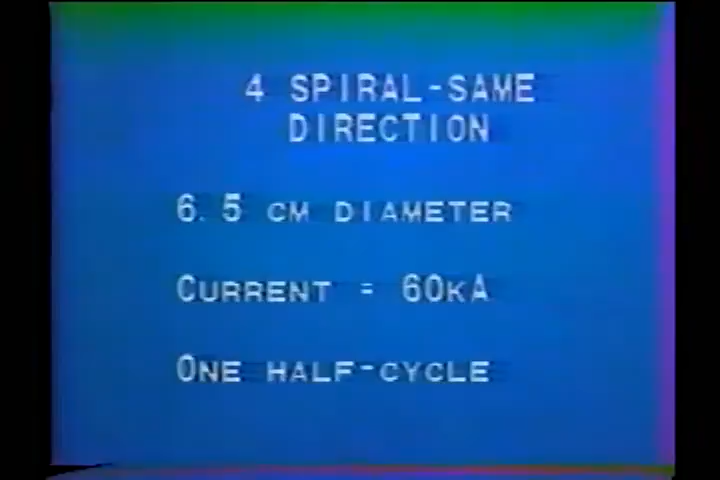 4 SPIRAL-SAME
DIRECTION
6.5 CM DIAMETER
CURRENT = 60KA
ONE HALF-CYCLE